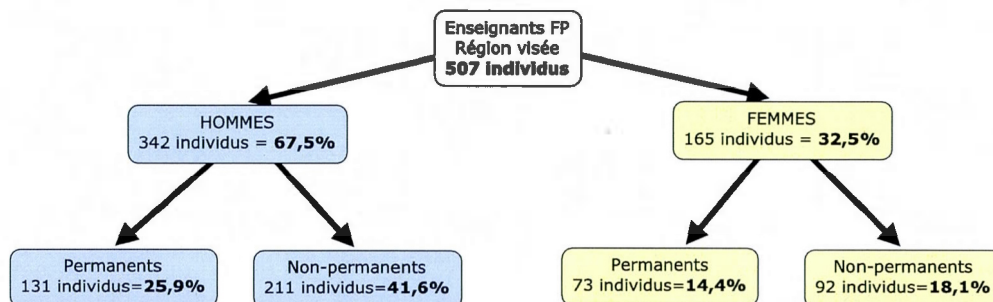 Enseignants FP
Région visée
507 individus
HOMMES
342 individus = 67,5%
FEMMES
165 individus = 32,5%
Permanents
131 individus=25,9%
Non-permanents
211 individus=41,6%
Permanents
73 individus=14,4%
Non-permanents
92 individus=18,1%